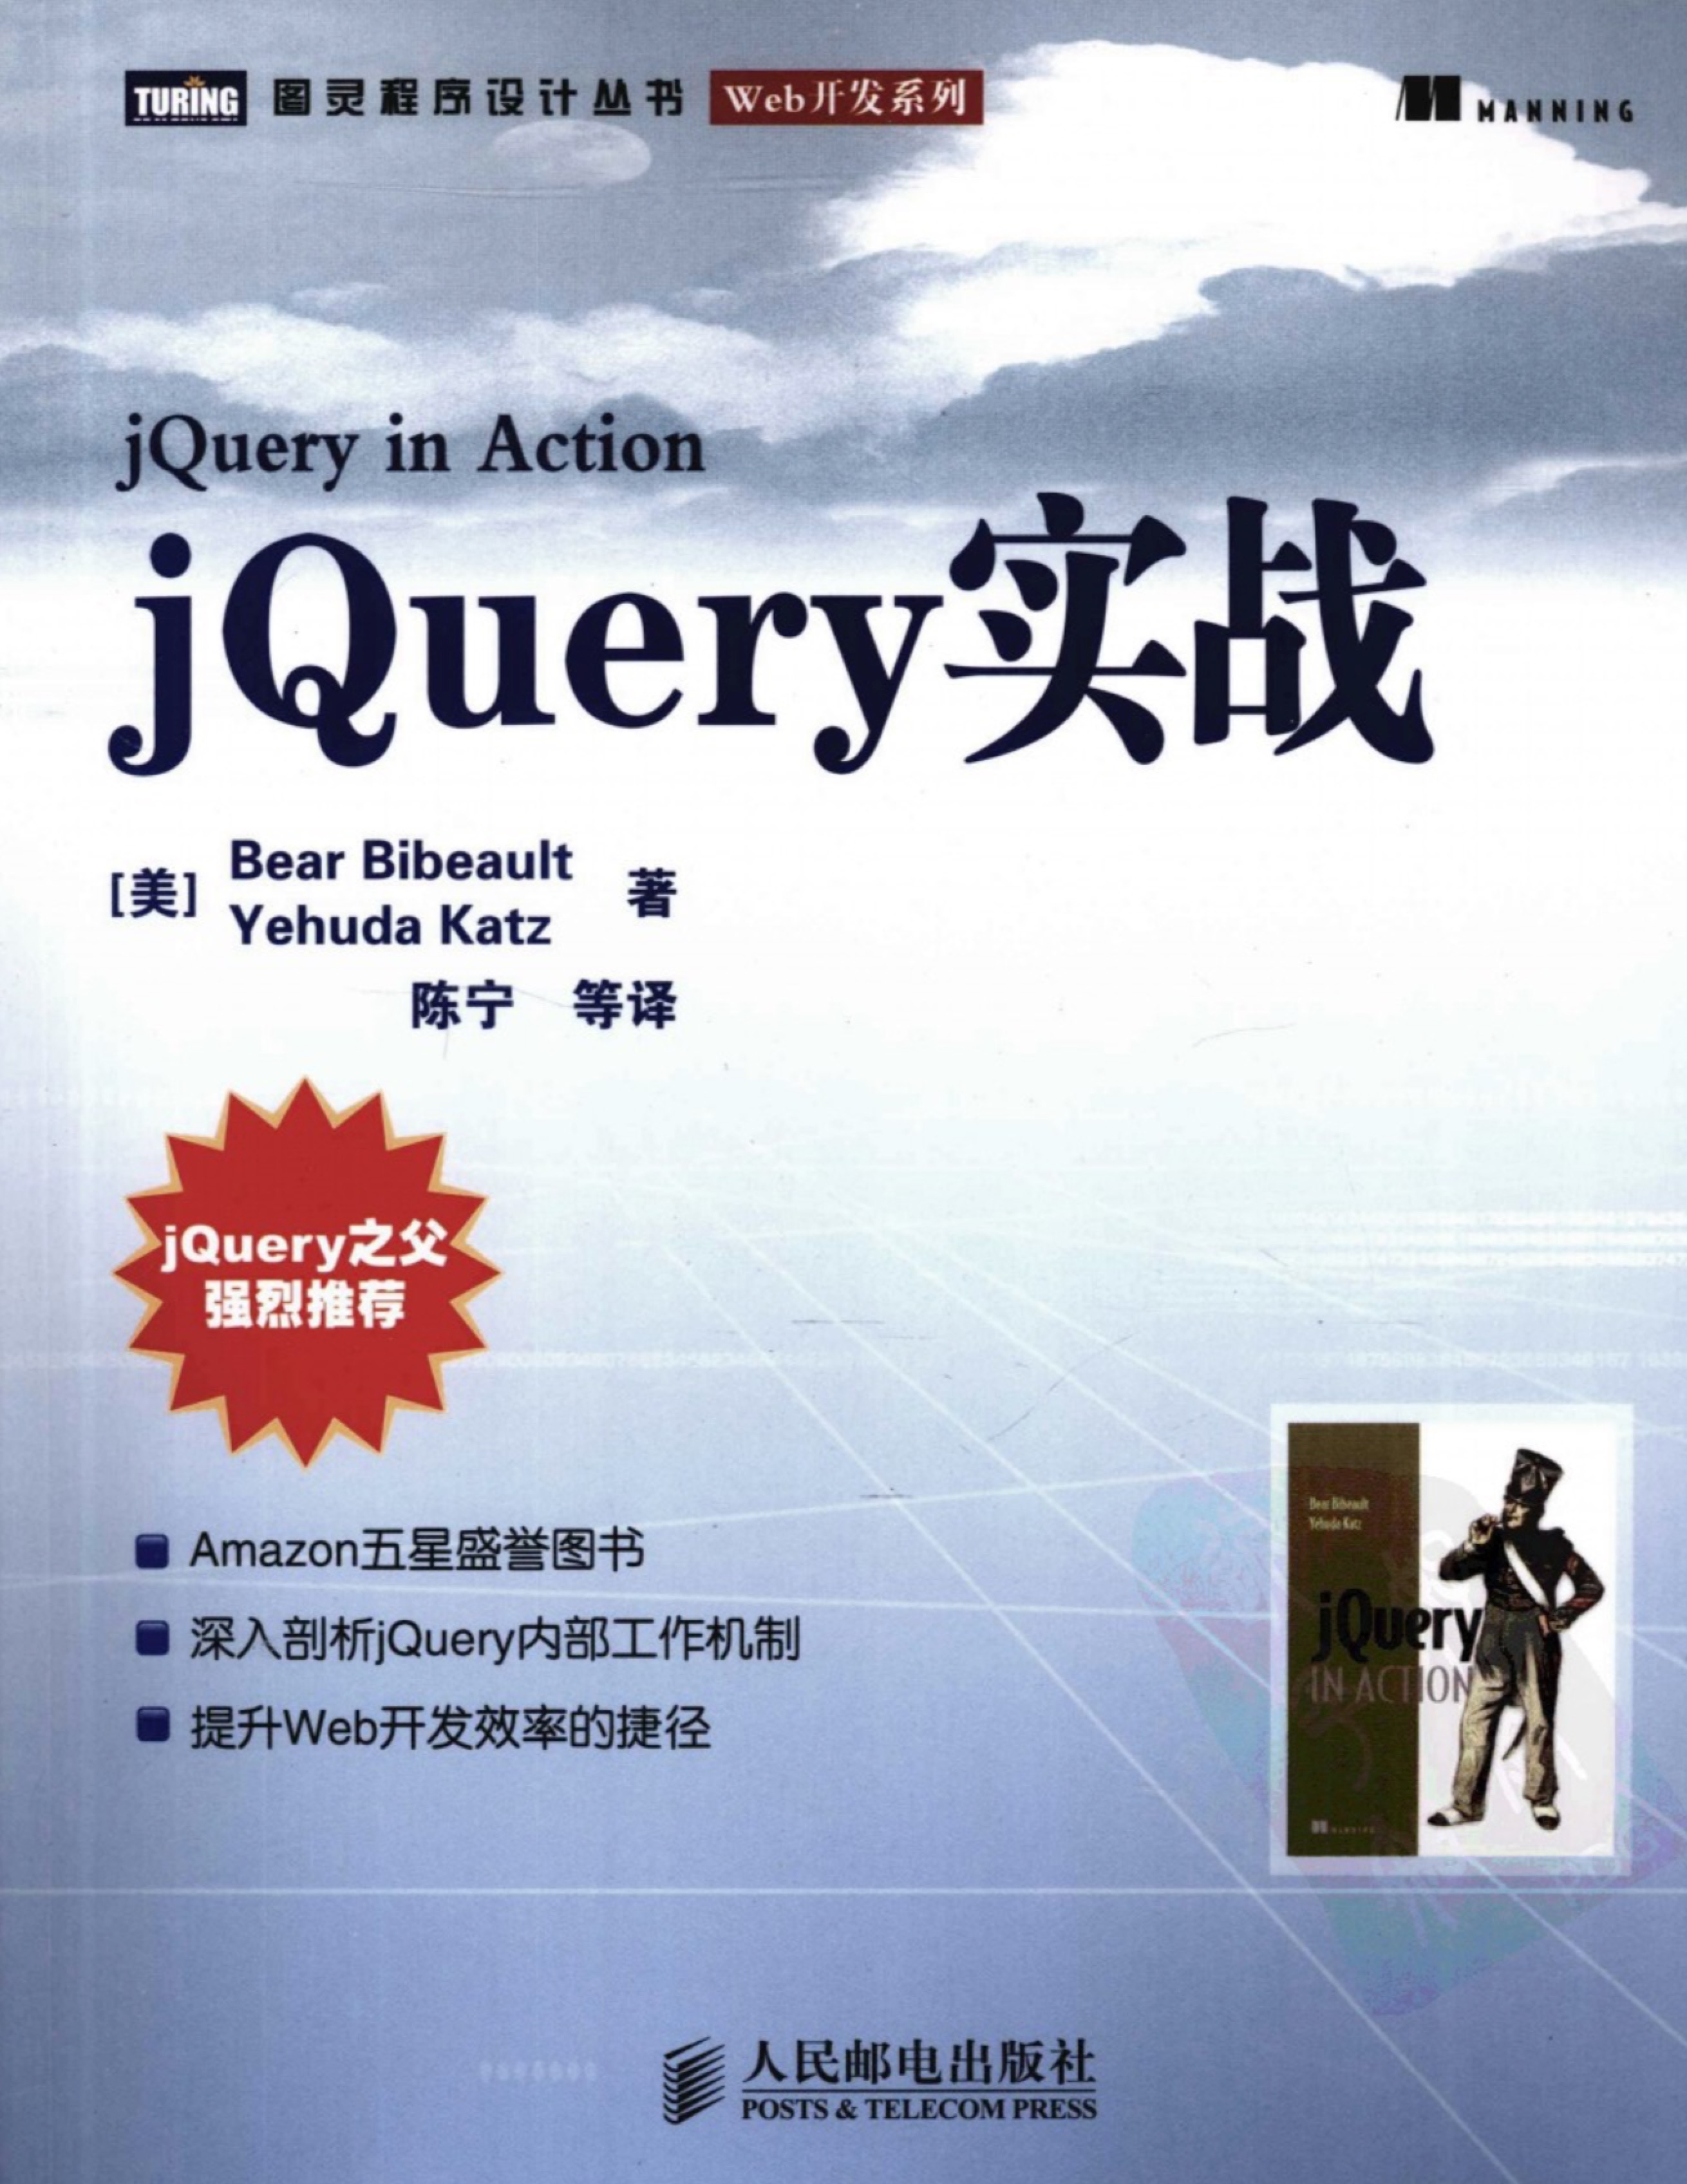 TURING 图灵程序设计丛书 Web开发系列 MANNING
jQuery in Action
jQuery实战
[美] Bear Bibeault
Yehuda Katz 著
陈宁 等译
jQuery之父
强烈推荐
Amazon五星盛誉图书
深入剖析jQuery内部工作机制
提升Web开发效率的捷径
Bear Bibeault
Yehuda Katz
jQuery
IN ACTION
MANNING
人民邮电出版社
POSTS & TELECOM PRESS